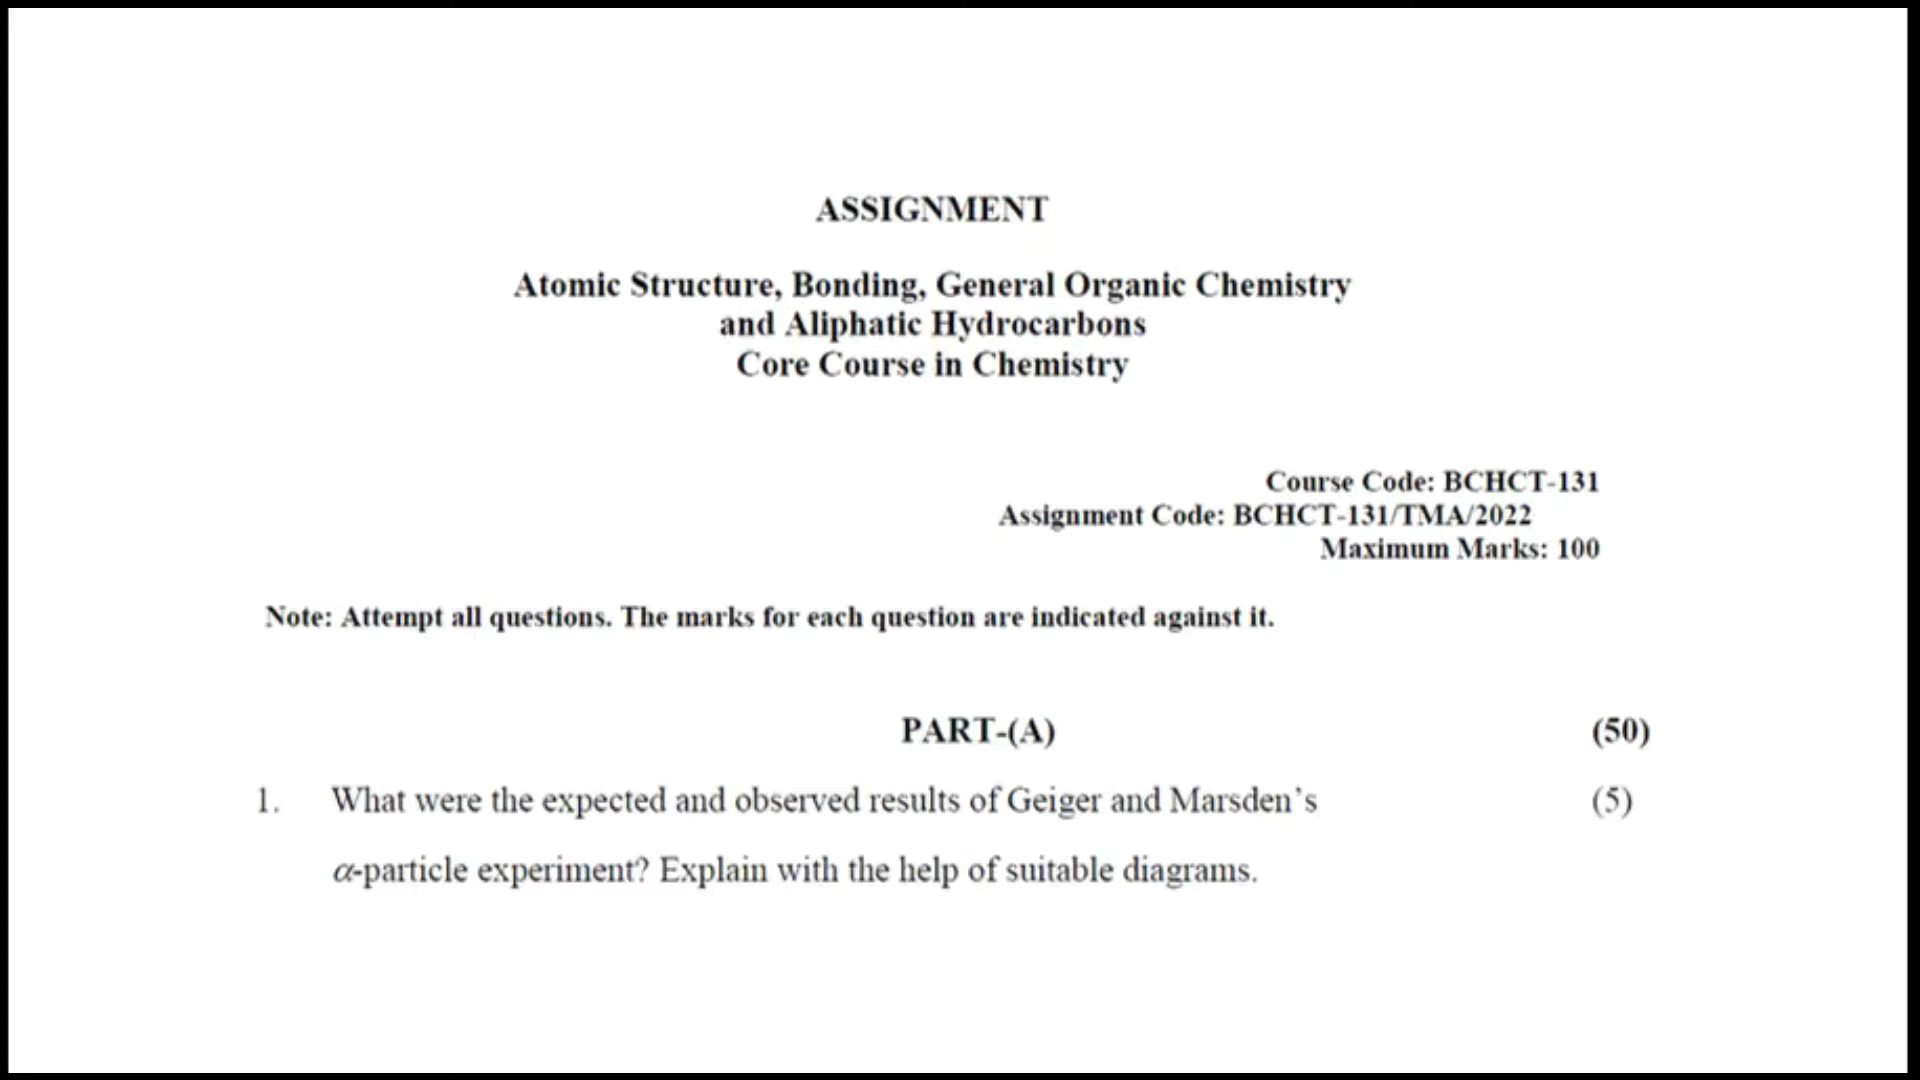 ASSIGNMENT
Atomic Structure, Bonding, General Organic Chemistry
and Aliphatic Hydrocarbons
Core Course in Chemistry
Course Code: BCHCT-131
Assignment Code: BCHCT-131/TMA/2022
Maximum Marks: 100
Note: Attempt all questions. The marks for each question are indicated against it.
PART-(A) (50)
1. What were the expected and observed results of Geiger and Marsden’s (5)
α-particle experiment? Explain with the help of suitable diagrams.